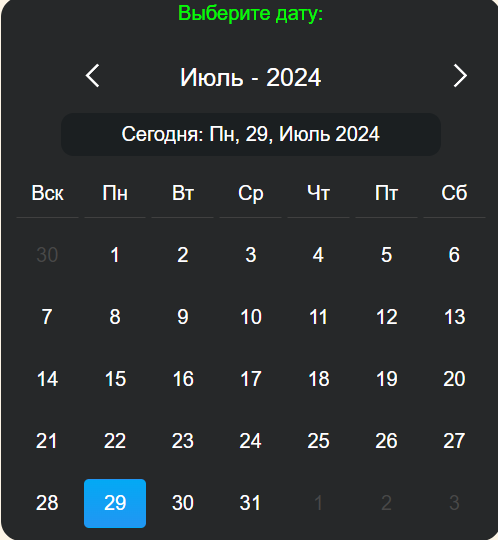 Выберите дату:
Июль - 2024
Сегодня: Пн, 29, Июль 2024
Вск Пн Вт Ср Чт Пт Сб
30 1 2 3 4 5 6
7 8 9 10 11 12 13
14 15 16 17 18 19 20
21 22 23 24 25 26 27
28 29 30 31 1 2 3